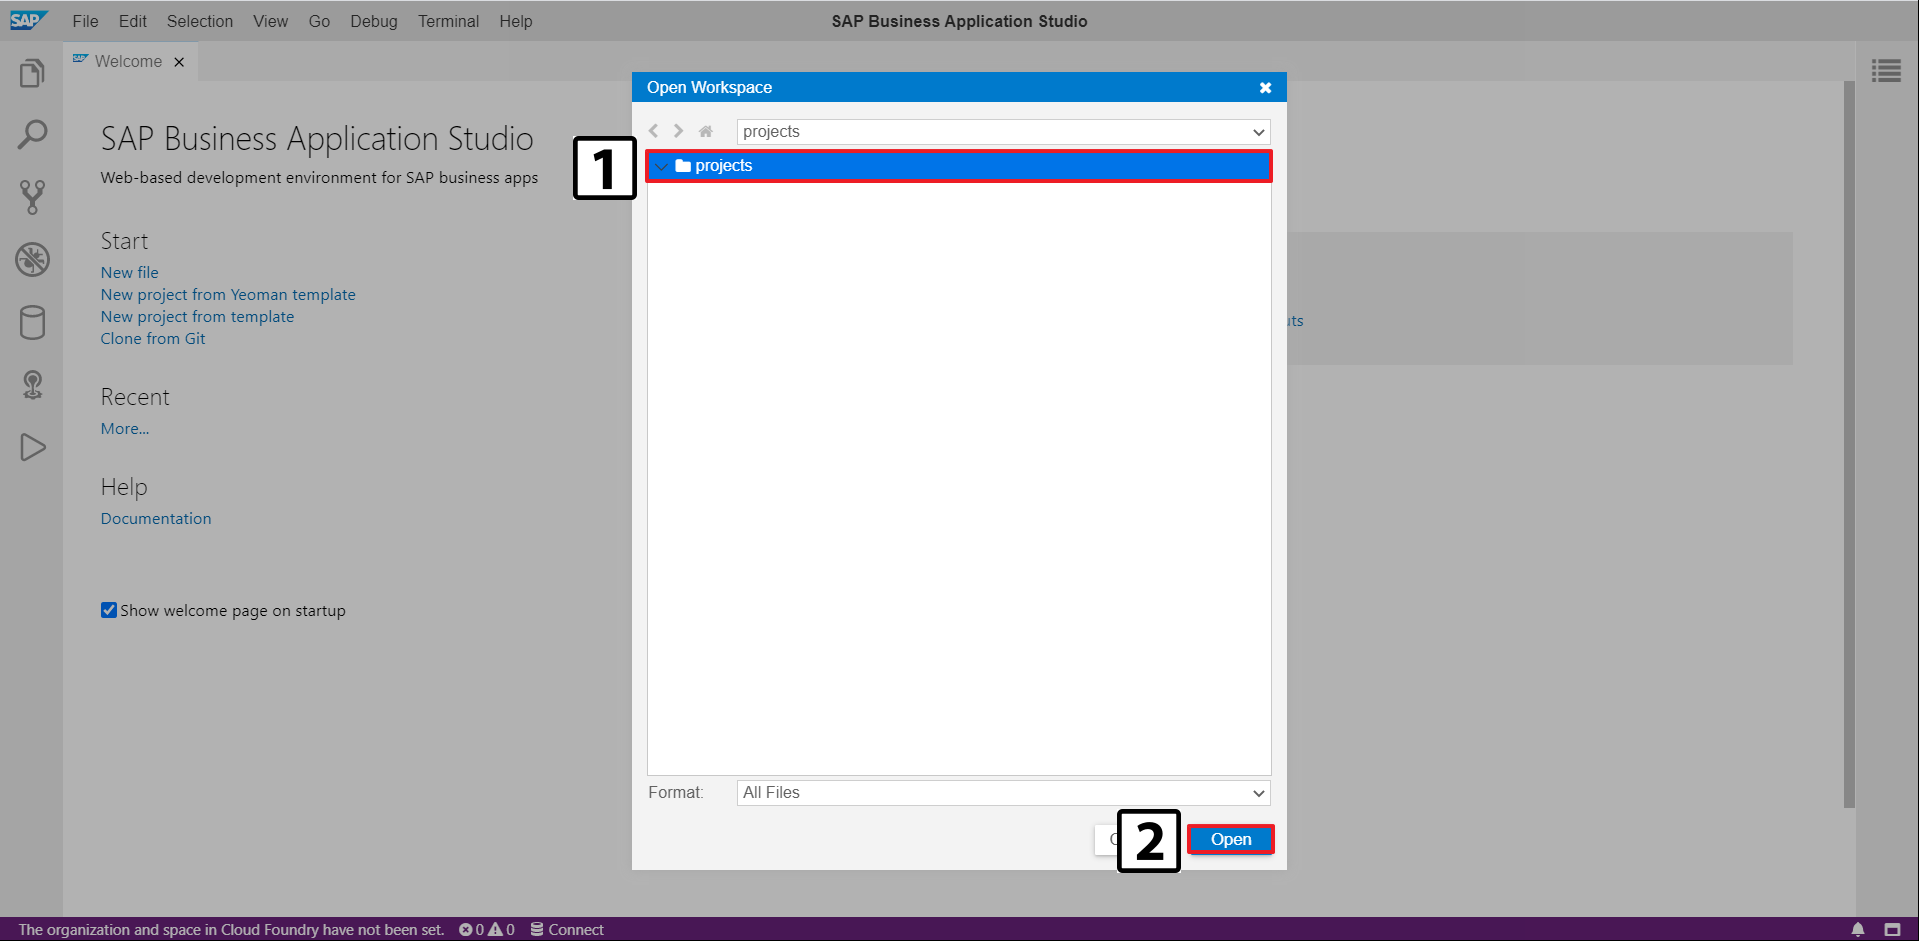 SAP File Edit Selection View Go Debug Terminal Help SAP Business Application Studio
SAP Welcome
Open Workspace
SAP Business Application Studio
Web-based development environment for SAP business apps
projects
1 projects
Start
New file
New project from Yeoman template
New project from template
Clone from Git
Recent
More...
Help
Documentation
Show welcome page on startup
Format: All Files
2 Open
The organization and space in Cloud Foundry have not been set. 0 0 Connect